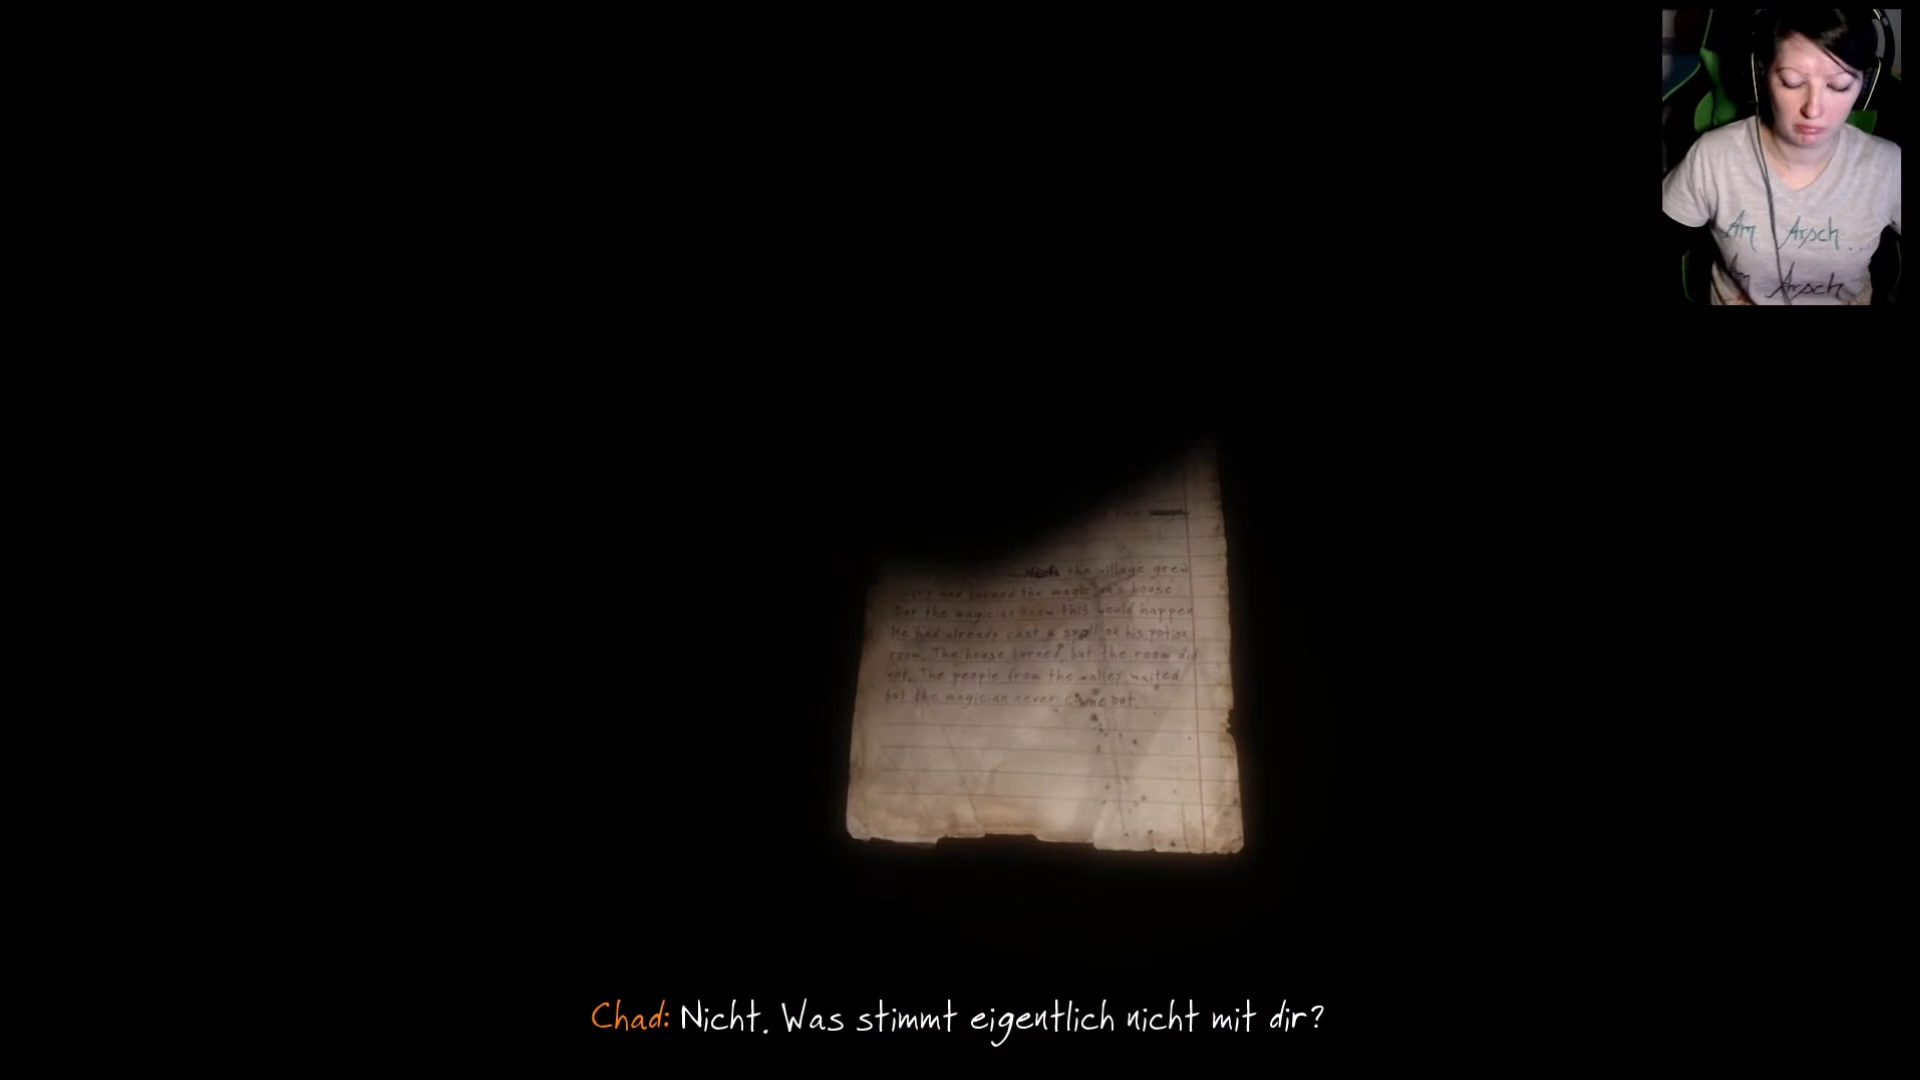 Am Arsch...
Am Arsch
the village grew
and burned the magician's house
But the magician knew this would happen.
He had already cast a spell on his potion
room. The house burned, but the room did
not. The people from the valley waited
but the magician never came out.
Chad: Nicht. Was stimmt eigentlich nicht mit dir?